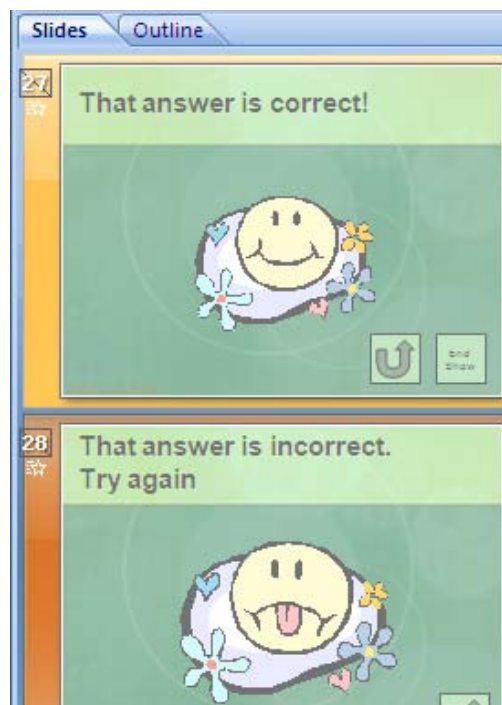 Slides Outline
27
That answer is correct!
End
Show
28
That answer is incorrect.
Try again